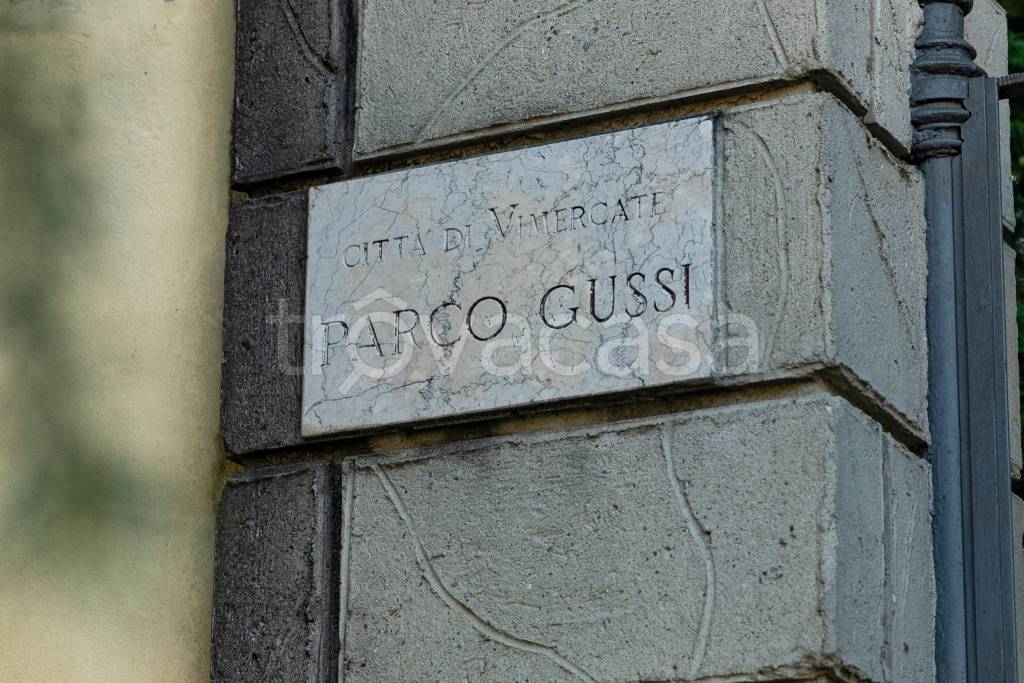 CITTÀ DI VIMERCATE
PARCO GUSSI
trovacasa